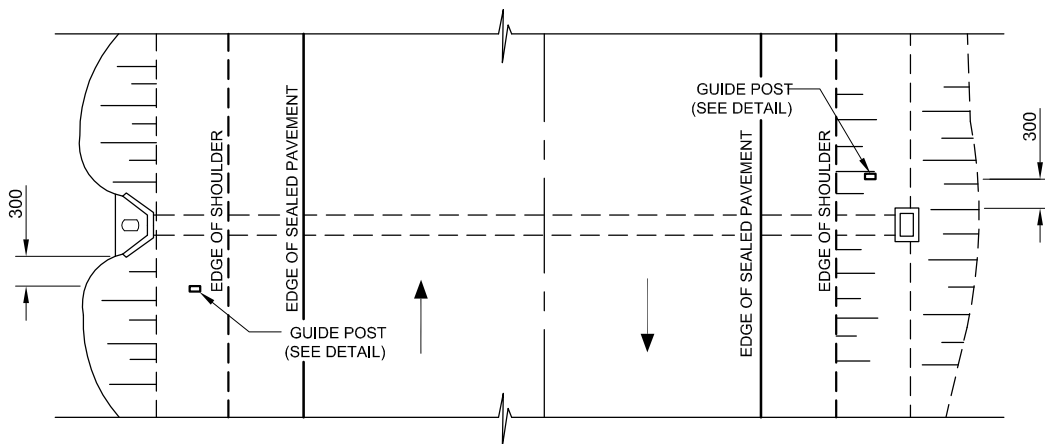 300
EDGE OF SHOULDER
EDGE OF SEALED PAVEMENT
GUIDE POST
(SEE DETAIL)
GUIDE POST
(SEE DETAIL)
EDGE OF SEALED PAVEMENT
EDGE OF SHOULDER
300